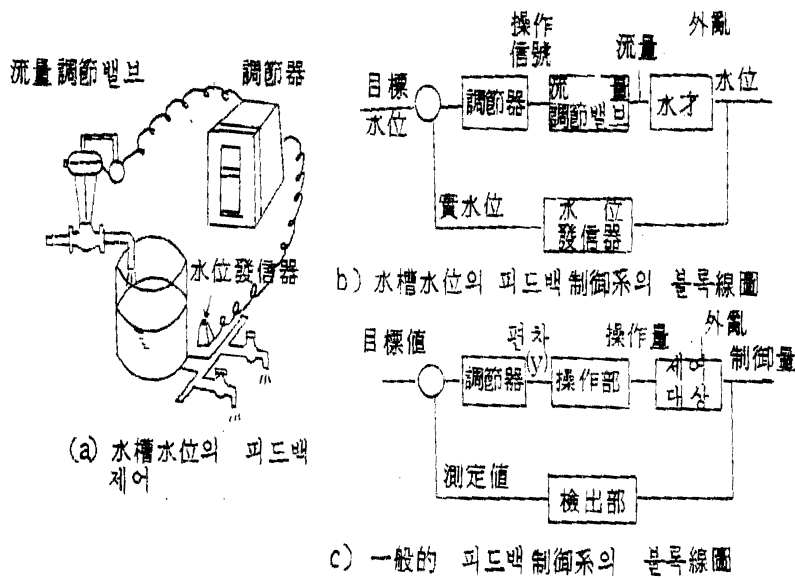 流量調節밸브
調節器
水位發信器
(a) 水槽水位의 피드백
제어
操作
信號
流量
外亂
目標
水位
調節器
流量
調節밸브
水才
水位
實水位
水位
發信器
b) 水槽水位의 피드백 制御系의 블록線圖
目標値
편차
(y)
操作量
外亂
制御量
調節器
操作部
제어
대상
測定値
檢出部
c) 一般的 피드백 制御系의 블록線圖